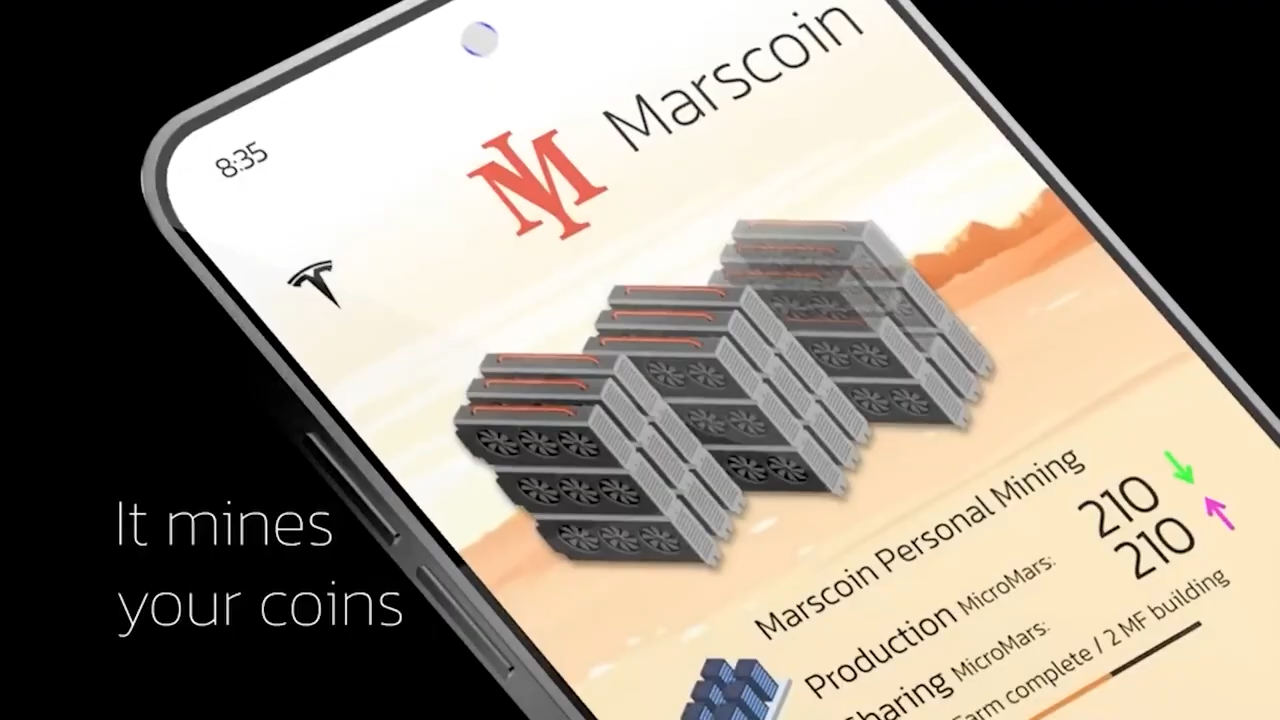 8:35
Marscoin
It mines
your coins
Marscoin Personal Mining
Production MicroMars: 210
Sharing MicroMars: 210
Farm complete / 2 MF building